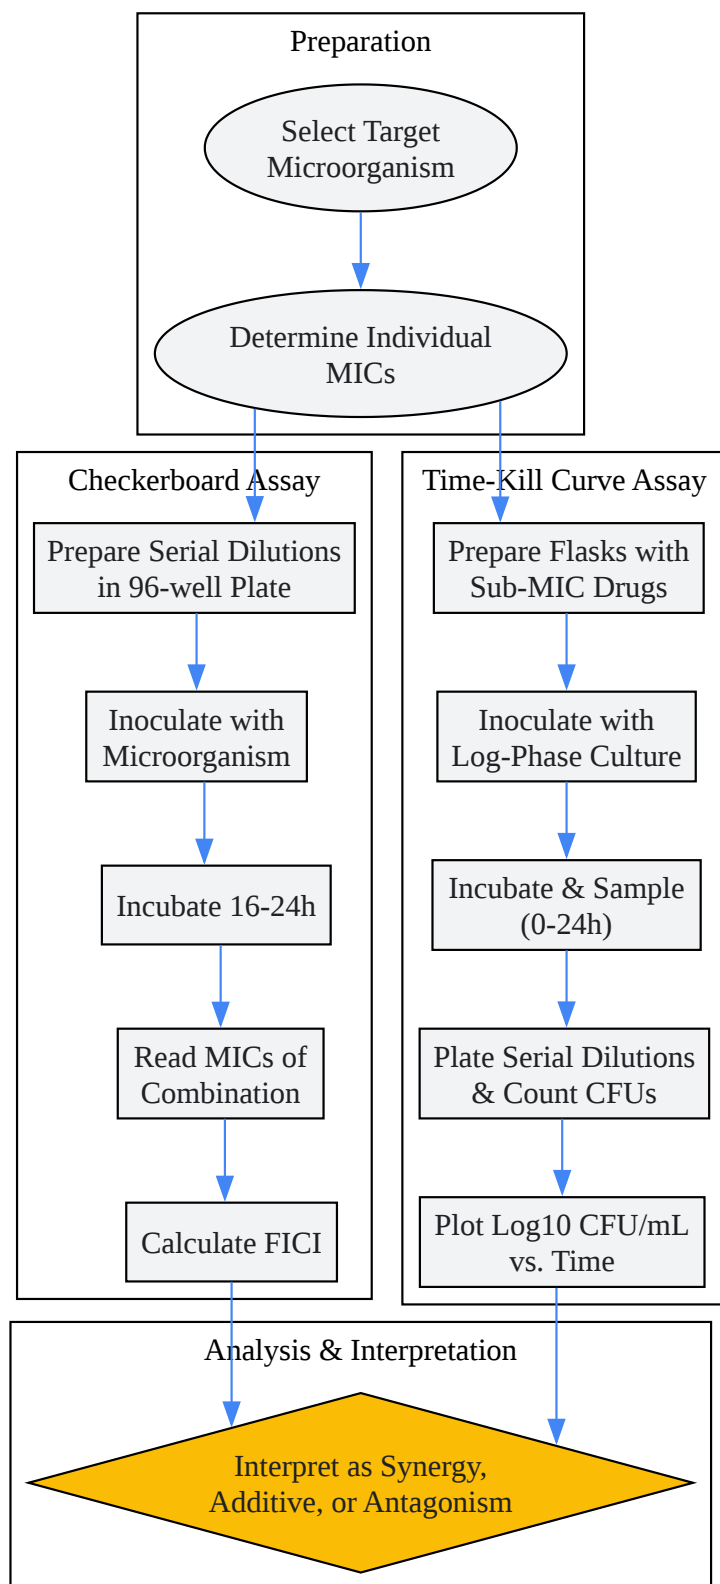 Preparation
Select Target
Microorganism
Determine Individual
MICs
Checkerboard Assay
Prepare Serial Dilutions
in 96-well Plate
Inoculate with
Microorganism
Incubate 16-24h
Read MICs of
Combination
Calculate FICI
Time-Kill Curve Assay
Prepare Flasks with
Sub-MIC Drugs
Inoculate with
Log-Phase Culture
Incubate & Sample
(0-24h)
Plate Serial Dilutions
& Count CFUs
Plot Log10 CFU/mL
vs. Time
Analysis & Interpretation
Interpret as Synergy,
Additive, or Antagonism